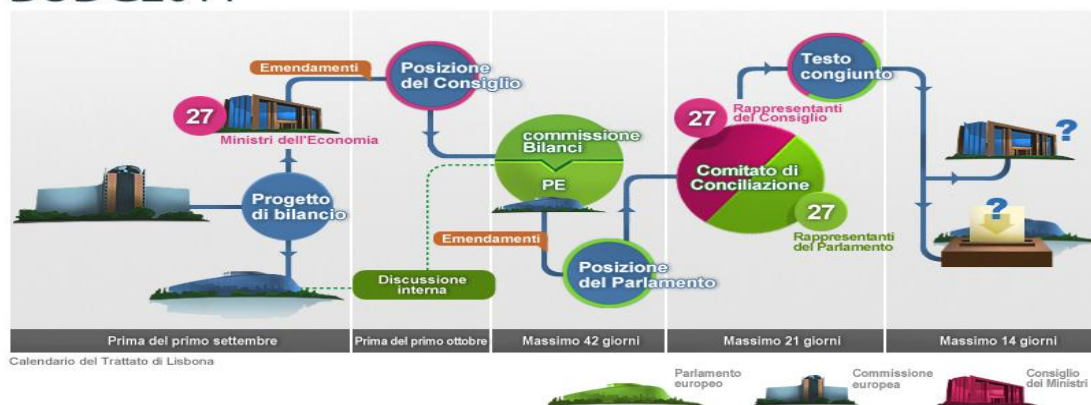 Emendamenti
Posizione
del Consiglio
27
Ministri dell'Economia
Progetto
di bilancio
Discussione
interna
commissione
Bilanci
PE
Emendamenti
Posizione
del Parlamento
27
Rappresentanti
del Consiglio
Comitato di
Conciliazione
27
Rappresentanti
del Parlamento
Testo
congiunto
?
?
Prima del primo settembre
Prima del primo ottobre
Massimo 42 giorni
Massimo 21 giorni
Massimo 14 giorni
Calendario del Trattato di Lisbona
Parlamento
europeo
Commissione
europea
Consiglio
dei Ministri